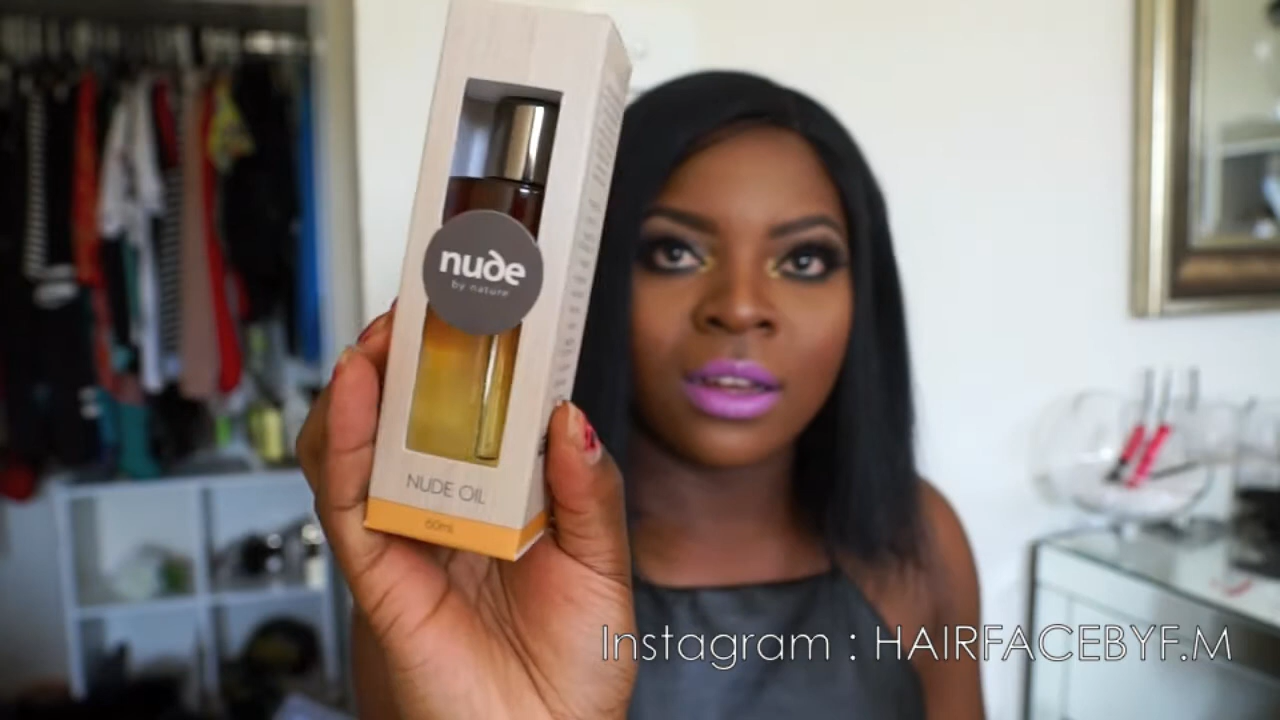 nude
by nature
NUDE OIL
60mL
Instagram : HAIRFACEBYF.M